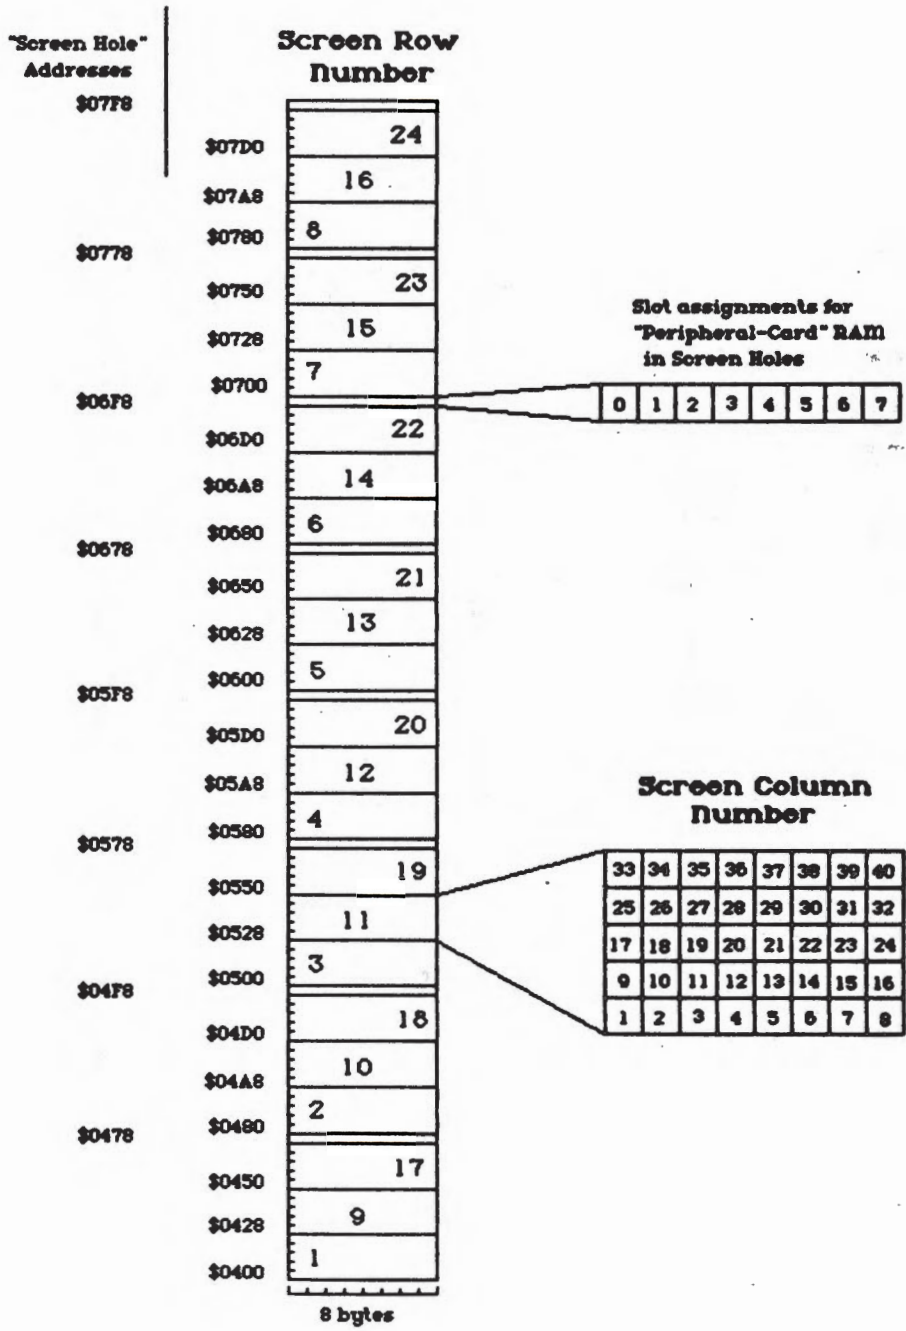 "Screen Hole"
Addresses
Screen Row
Number
$07F8
24
$07D0
16
$07A8
8
$0780
$0778
23
$0750
15
$0728
7
$0700
Slot assignments for
"Peripheral-Card" RAM
in Screen Holes
0 1 2 3 4 5 6 7
$06F8
22
$06D0
14
$06A8
6
$0680
$0678
21
$0650
13
$0628
5
$0600
$05F8
20
$05D0
12
$05A8
4
$0580
$0578
19
$0550
11
$0528
3
$0500
Screen Column
Number
33 34 35 36 37 38 39 40
25 26 27 28 29 30 31 32
17 18 19 20 21 22 23 24
9 10 11 12 13 14 15 16
1 2 3 4 5 6 7 8
$04F8
18
$04D0
10
$04A8
2
$0480
$0478
17
$0450
9
$0428
1
$0400
8 bytes